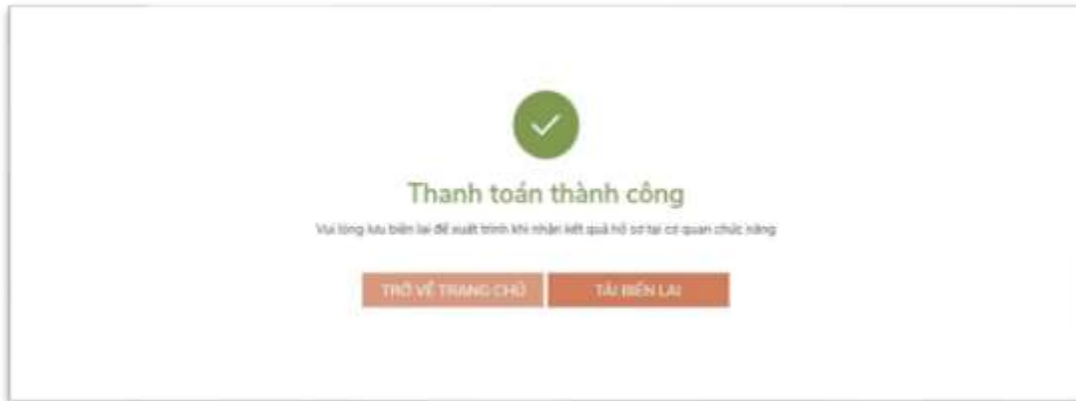 Thanh toán thành công
Vui lòng lưu biên lai để xuất trình khi nhận kết quả hồ sơ tại cơ quan chức năng
TRỞ VỀ TRANG CHỦ
TẢI BIÊN LAI